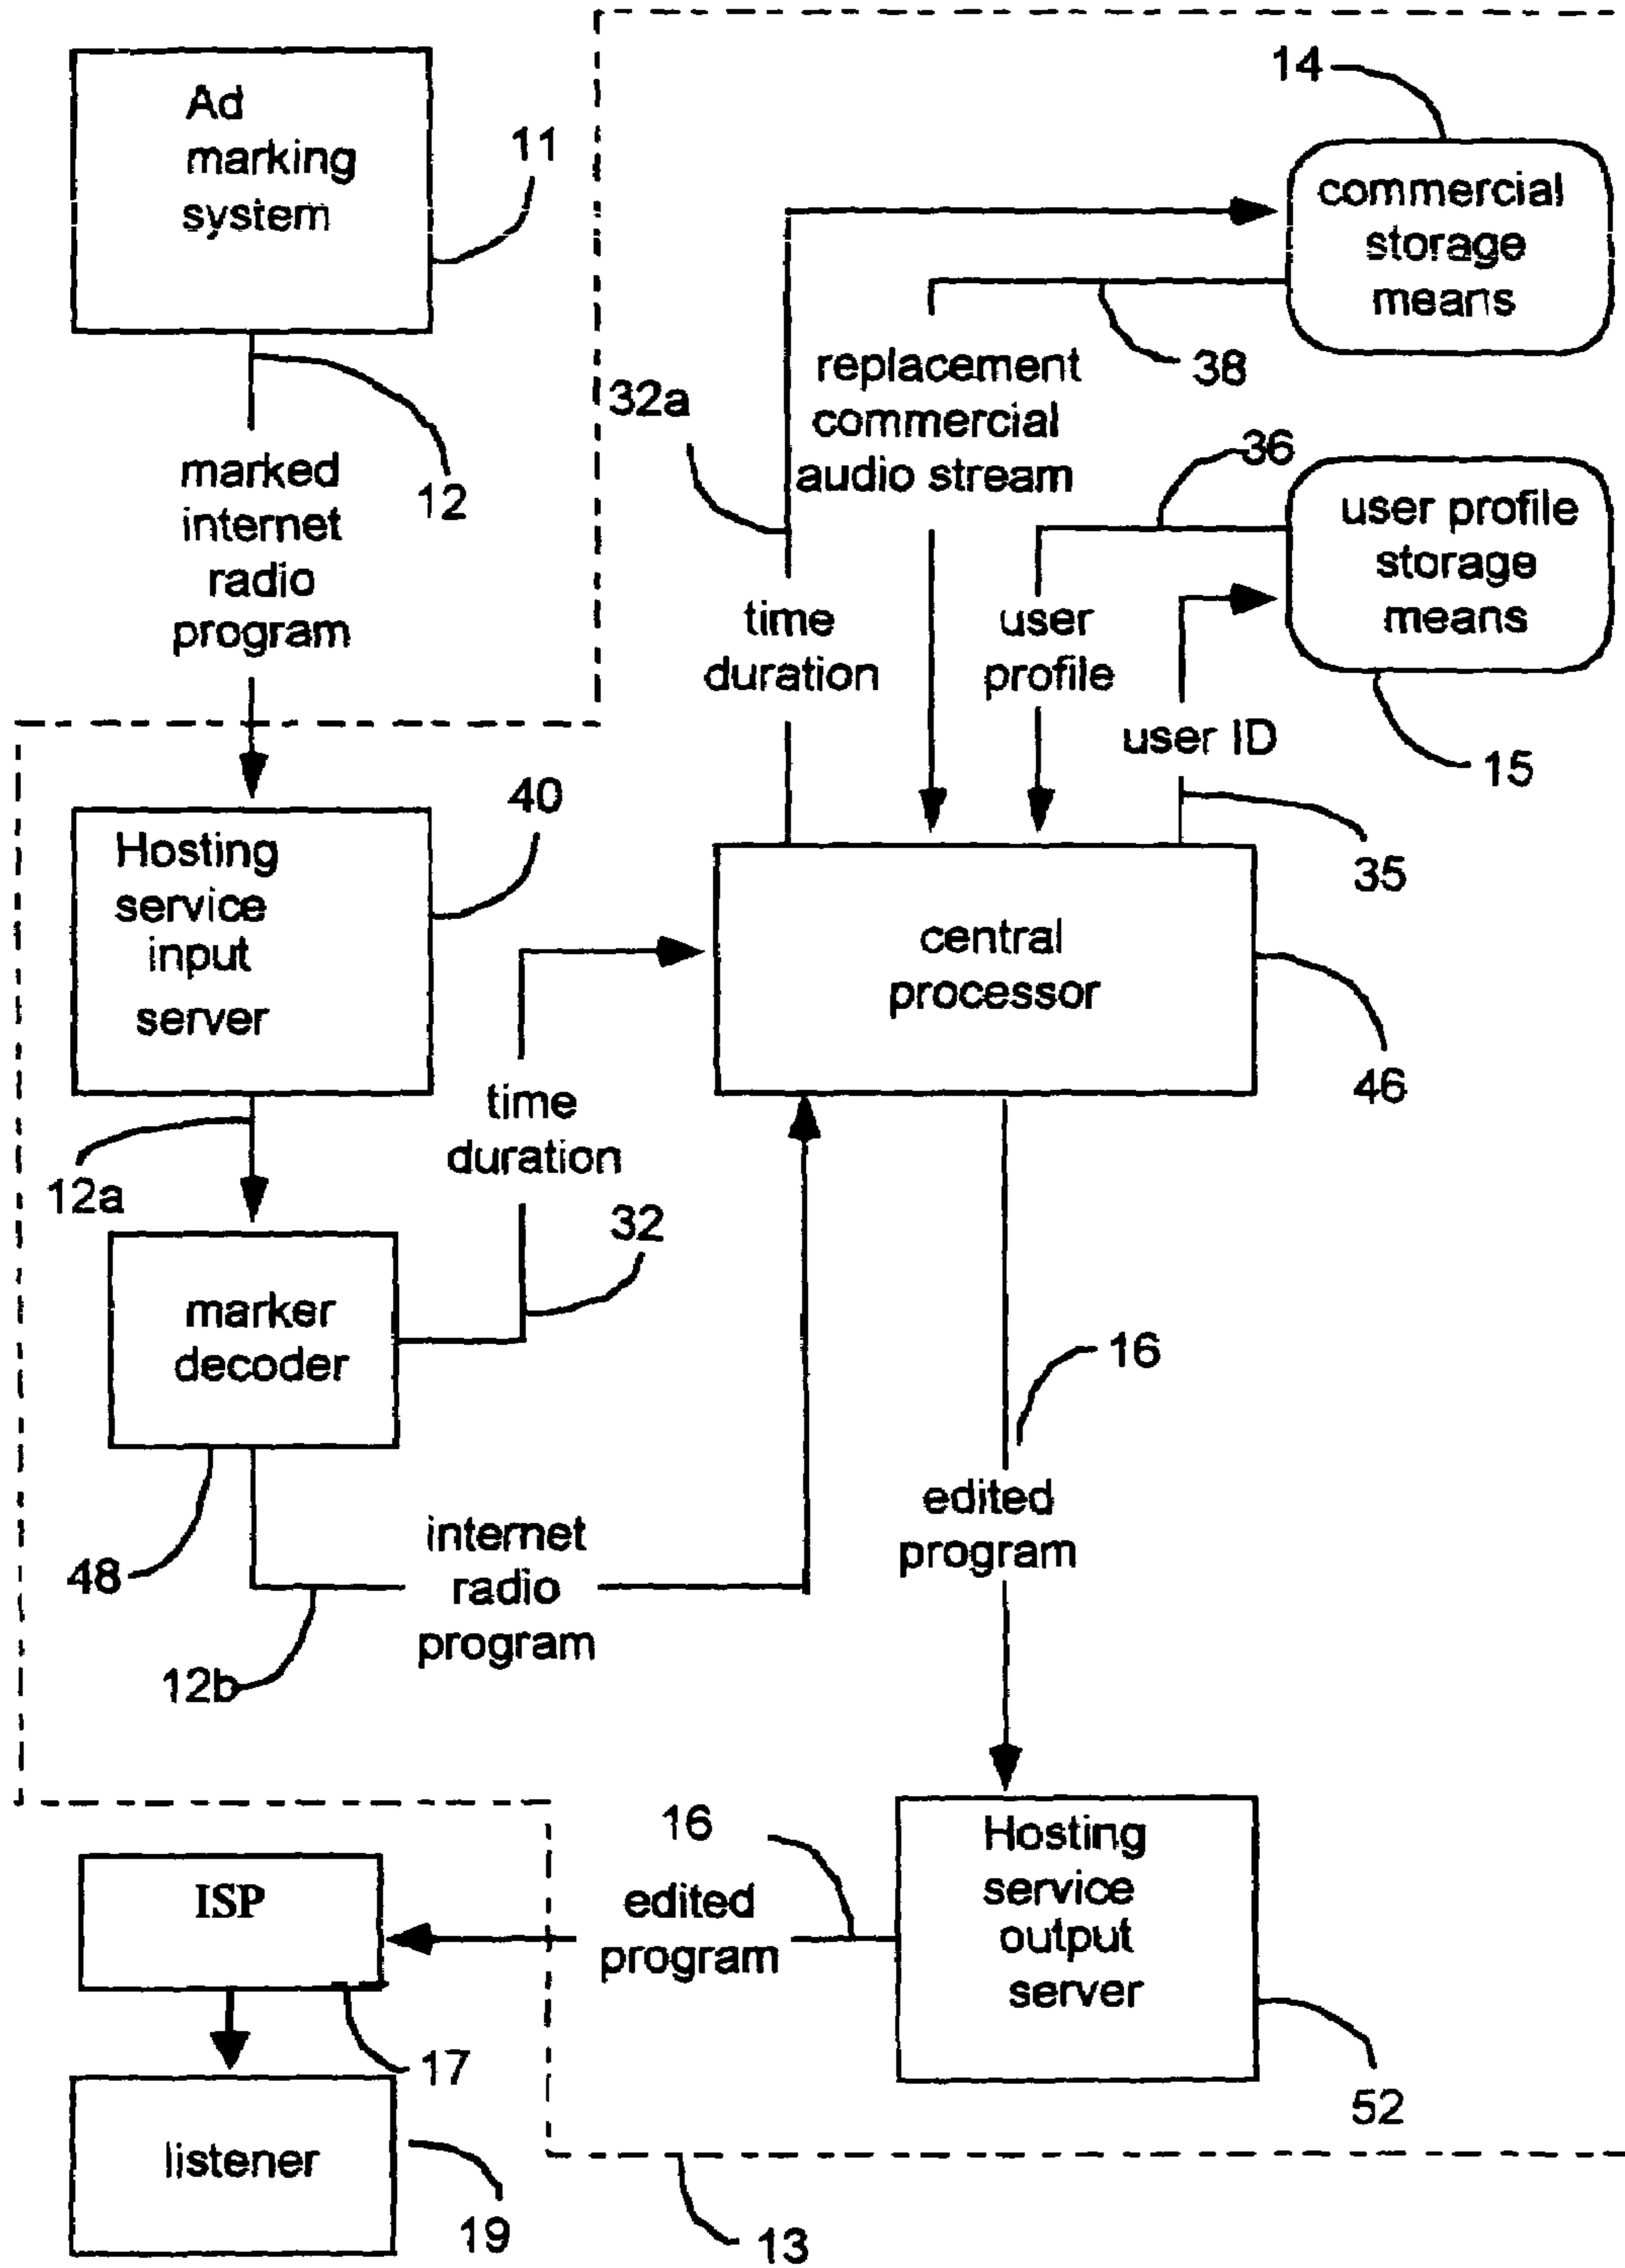 Ad
marking
system
11
12
marked
internet
radio
program
14
commercial
storage
means
38
replacement
commercial
audio stream
32a
36
user profile
storage
means
15
time
duration
user
profile
user ID
35
40
Hosting
service
input
server
12a
central
processor
46
time
duration
32
marker
decoder
48
internet
radio
program
12b
16
edited
program
Hosting
service
output
server
52
16
edited
program
ISP
17
listener
19
13